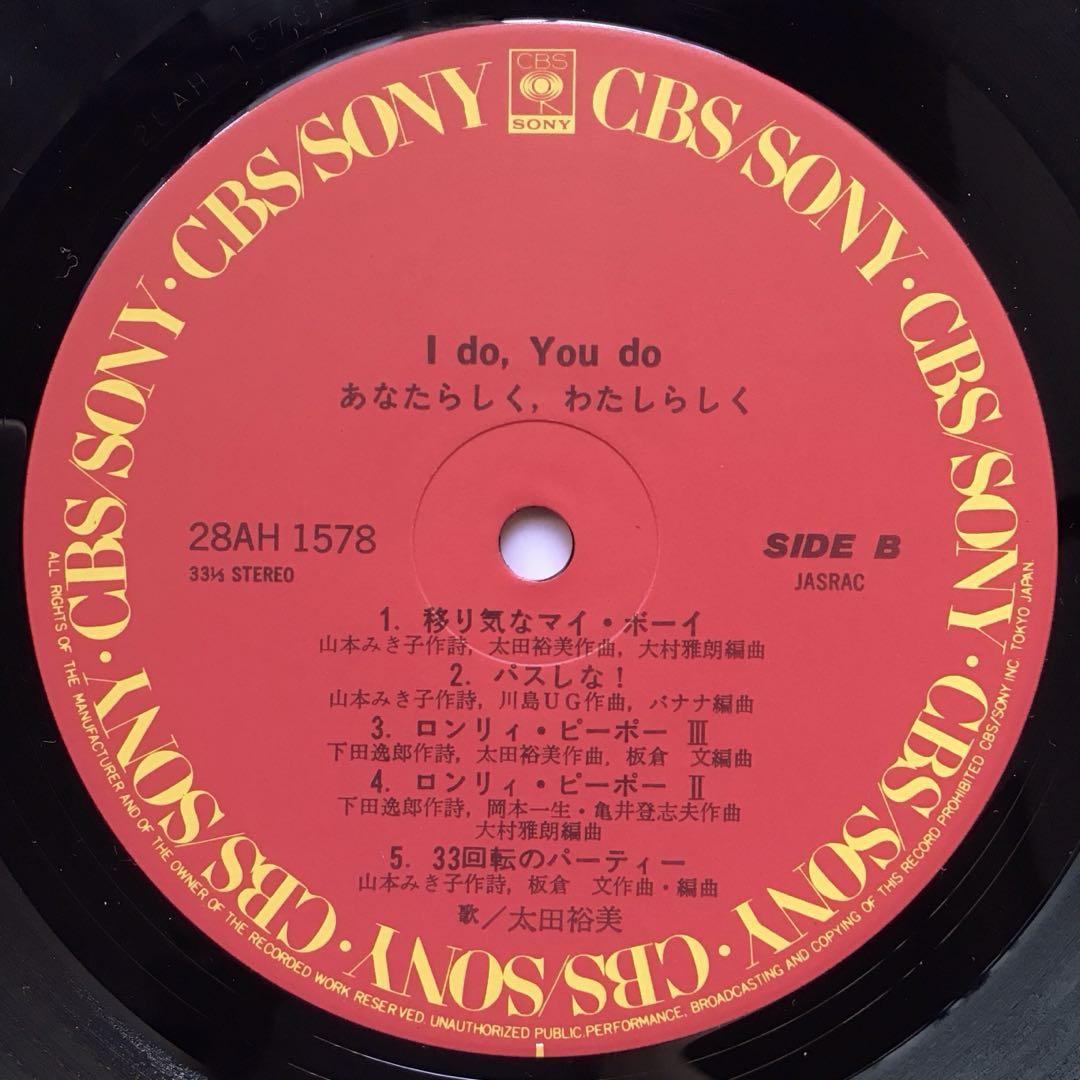 CBS
SONY
CBS/SONY · CBS/SONY · CBS/SONY · CBS/SONY · CBS/SONY · CBS/SONY · CBS/SONY · CBS/SONY · CBS/SONY · CBS/SONY
I do, You do
あなたらしく, わたしらしく
28AH 1578
33⅓ STEREO
SIDE B
JASRAC
1. 移り気なマイ・ボーイ
山本みき子作詩, 太田裕美作曲, 大村雅朗編曲
2. パスしな!
山本みき子作詩, 川島UG作曲, バナナ編曲
3. ロンリィ・ピーポー Ⅲ
下田逸郎作詩, 太田裕美作曲, 板倉 文編曲
4. ロンリィ・ピーポー Ⅱ
下田逸郎作詩, 岡本一生・亀井登志夫作曲
大村雅朗編曲
5. 33回転のパーティー
山本みき子作詩, 板倉 文作曲・編曲
歌/太田裕美
ALL RIGHTS OF THE MANUFACTURER AND OF THE OWNER OF THE RECORDED WORK RESERVED. UNAUTHORIZED PUBLIC, PERFORMANCE, BROADCASTING AND COPYING OF THIS RECORD PROHIBITED CBS/SONY INC. TOKYO JAPAN